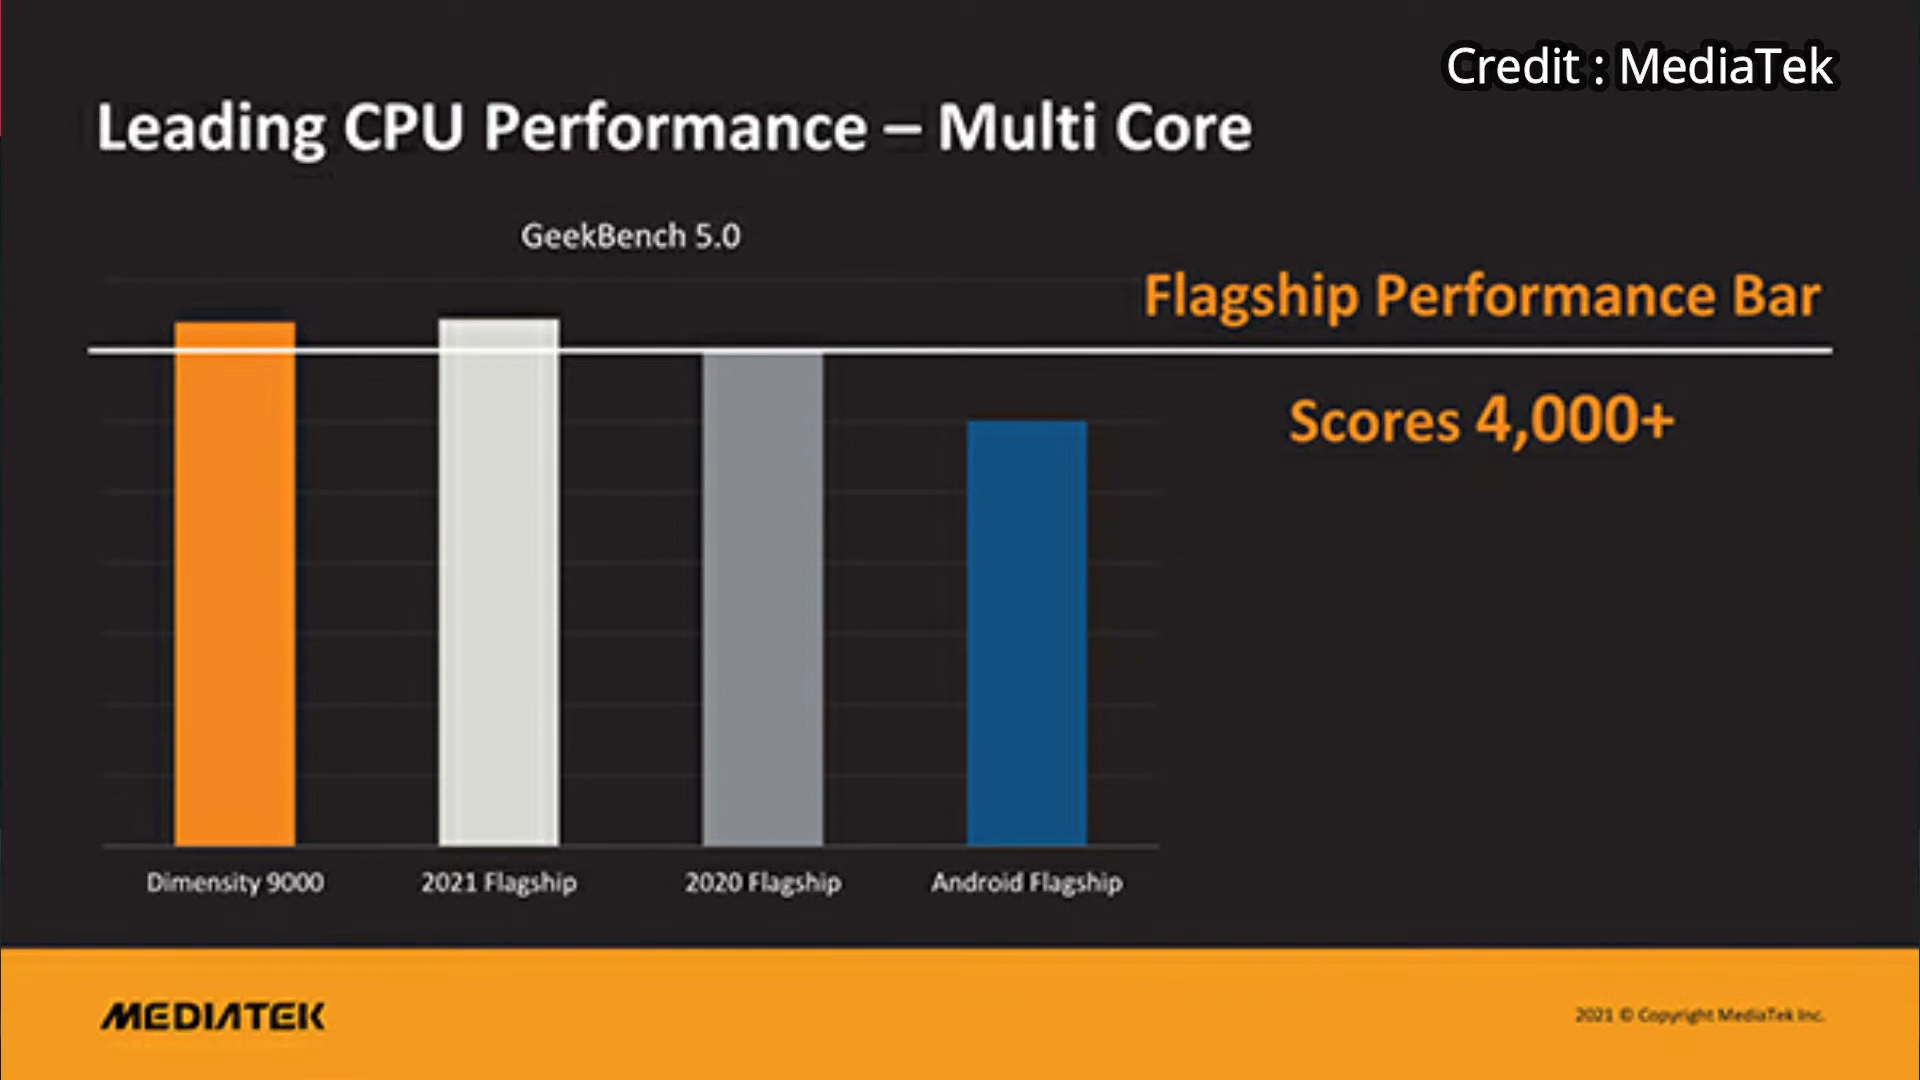 Credit : MediaTek
Leading CPU Performance – Multi Core
GeekBench 5.0
Flagship Performance Bar
Scores 4,000+
Dimensity 9000
2021 Flagship
2020 Flagship
Android Flagship
MEDIATEK
2021 © Copyright MediaTek Inc.